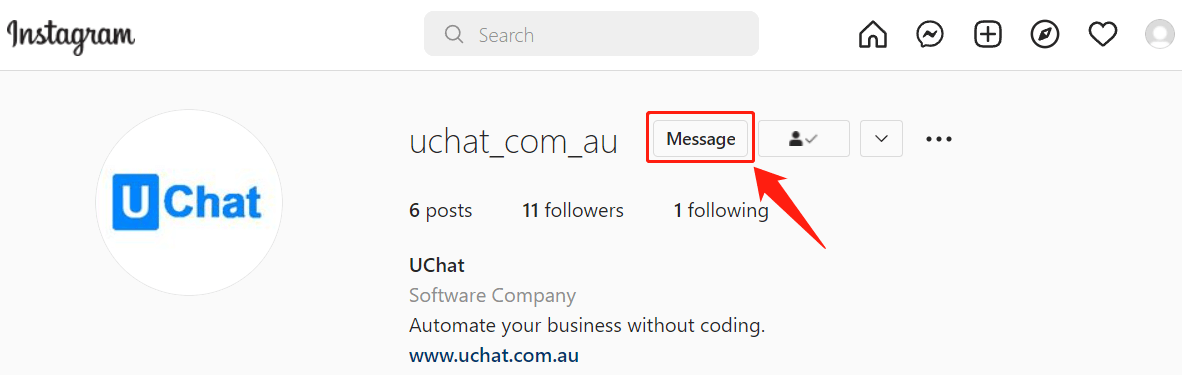 Instagram
Search
UChat
uchat_com_au Message
6 posts 11 followers 1 following
UChat
Software Company
Automate your business without coding.
www.uchat.com.au